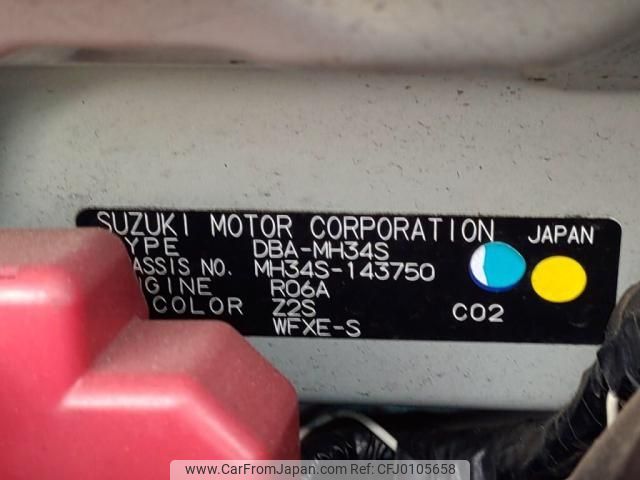 SUZUKI MOTOR CORPORATION JAPAN
YPE DBA-MH34S
ASSIS NO. MH34S-143750
GINE R06A
COLOR Z2S CO2
WFXE-S
www.CarFromJapan.com | Ref:CFJ0105658